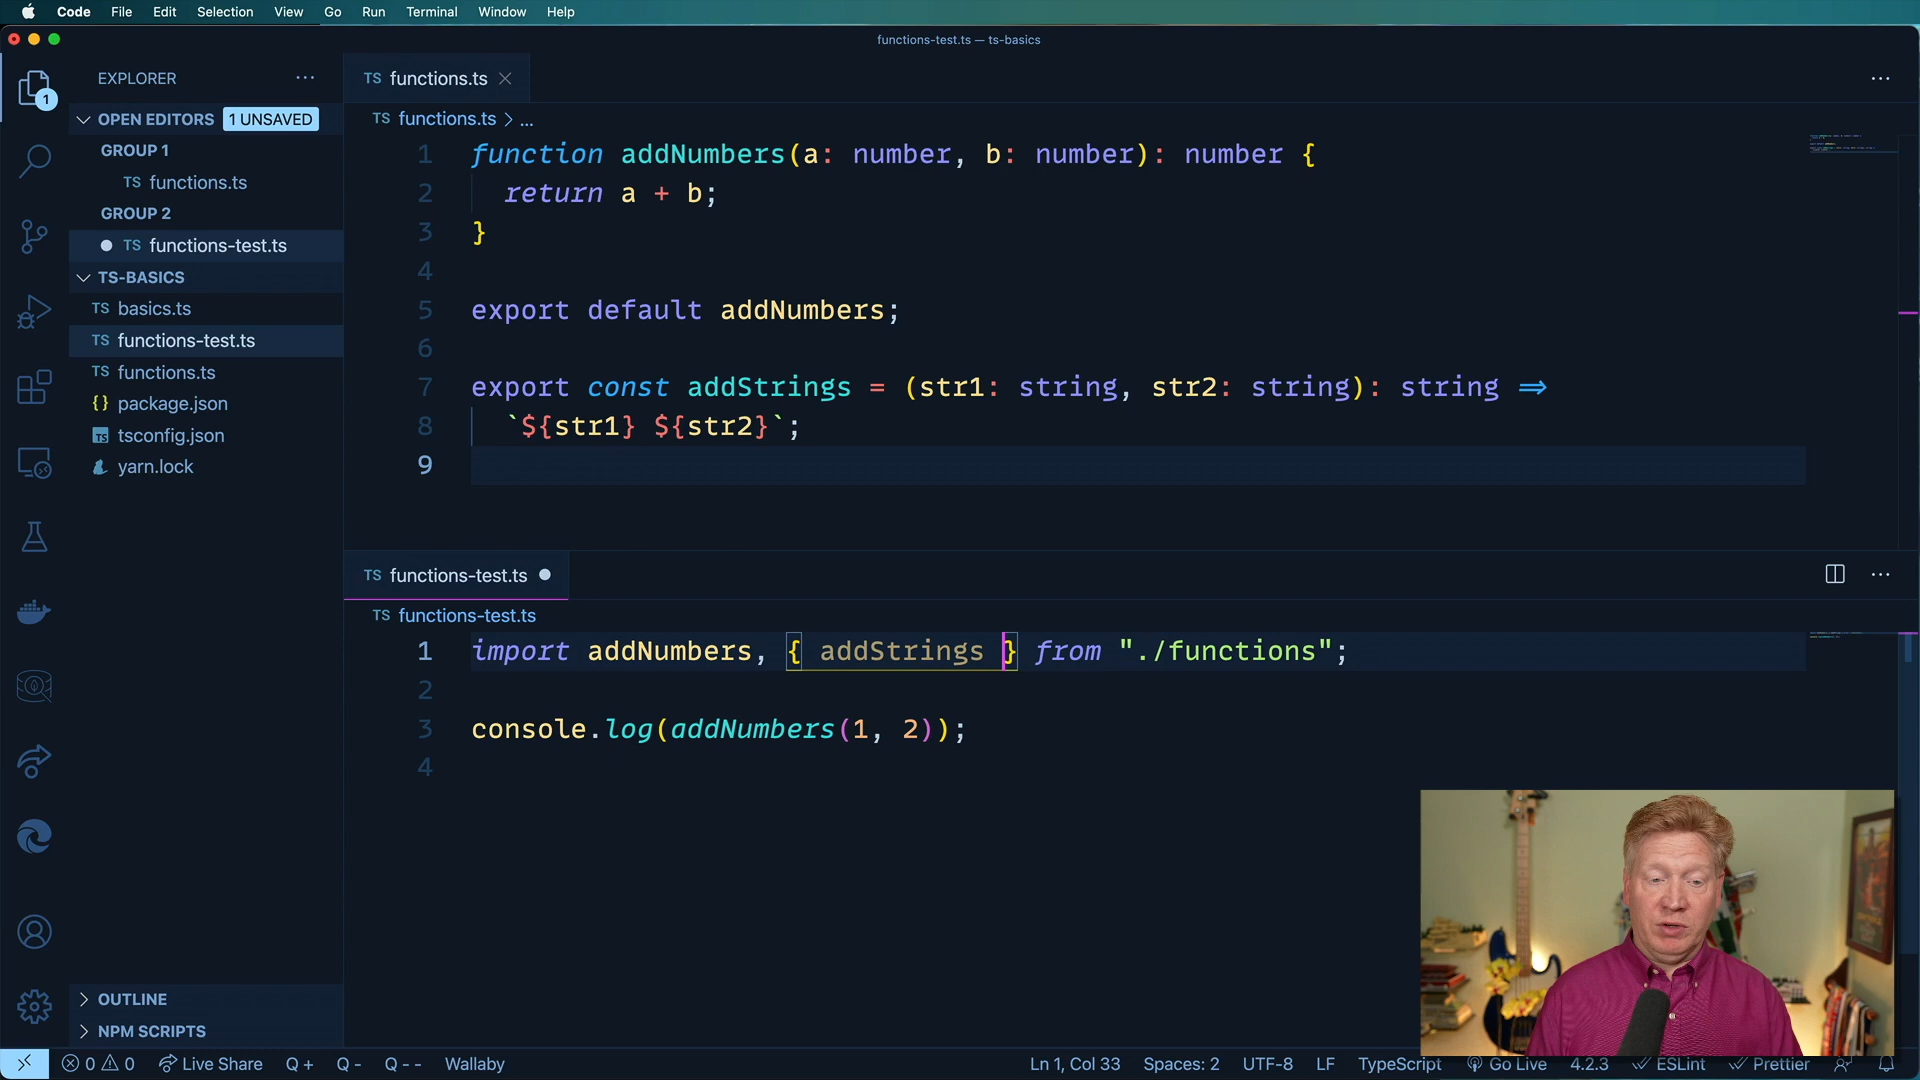 Code File Edit Selection View Go Run Terminal Window Help
functions-test.ts — ts-basics
EXPLORER ···
OPEN EDITORS 1 UNSAVED
GROUP 1
TS functions.ts
GROUP 2
TS functions-test.ts
TS-BASICS
TS basics.ts
TS functions-test.ts
TS functions.ts
{} package.json
TS tsconfig.json
yarn.lock
OUTLINE
NPM SCRIPTS
1
TS functions.ts ×
TS functions.ts > ...
1 function addNumbers(a: number, b: number): number {
2 return a + b;
3 }
4
5 export default addNumbers;
6
7 export const addStrings = (str1: string, str2: string): string ⇒
8 `${str1} ${str2}`;
9
TS functions-test.ts
TS functions-test.ts
1 import addNumbers, { addStrings } from "./functions";
2
3 console.log(addNumbers(1, 2));
4
0 0 Live Share Q + Q - Q - - Wallaby Ln 1, Col 33 Spaces: 2 UTF-8 LF TypeScript Go Live 4.2.3 ESLint Prettier